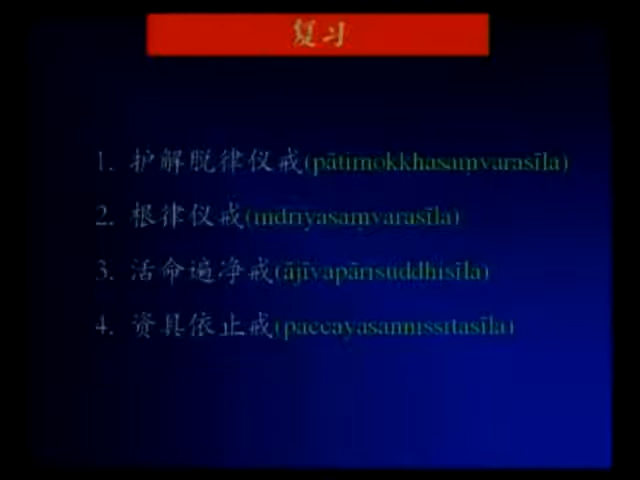 复习
1. 护解脱律仪戒(pātimokkhasaṃvarasīla)
2. 根律仪戒(indriyasaṃvarasīla)
3. 活命遍净戒(ājīvapārisuddhisīla)
4. 资具依止戒(paccayasannissitasīla)